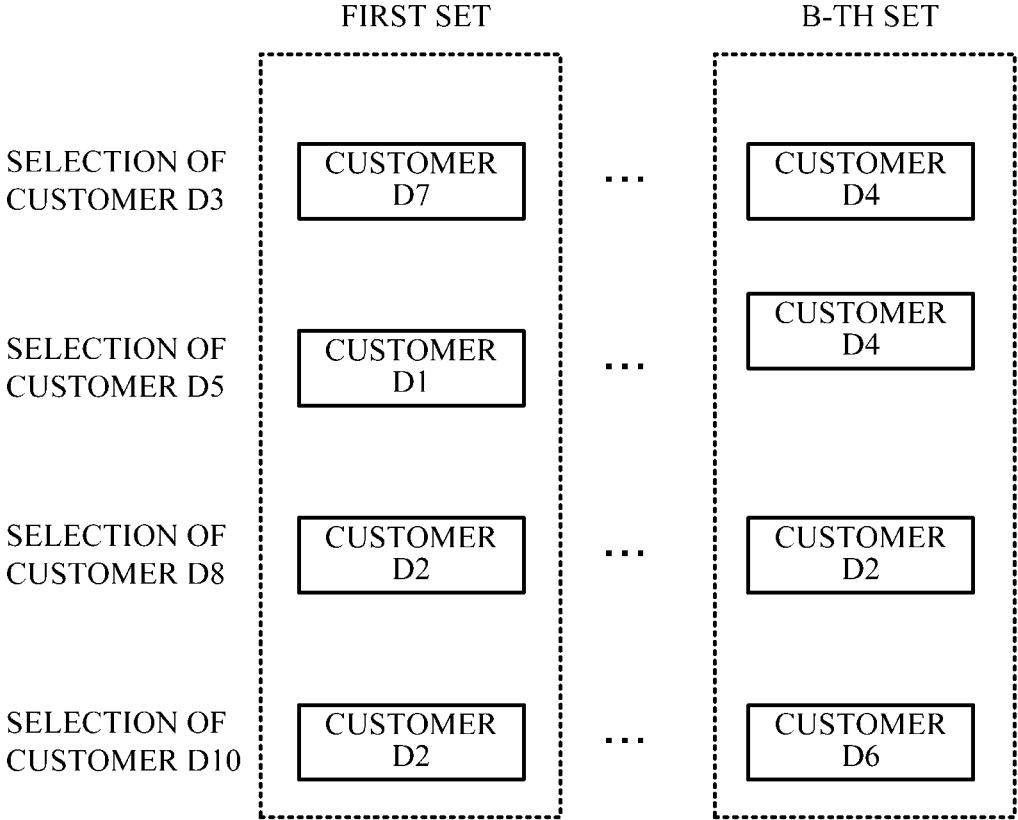 FIRST SET
B-TH SET
SELECTION OF
CUSTOMER D3
CUSTOMER
D7
...
CUSTOMER
D4
SELECTION OF
CUSTOMER D5
CUSTOMER
D1
...
CUSTOMER
D4
SELECTION OF
CUSTOMER D8
CUSTOMER
D2
...
CUSTOMER
D2
SELECTION OF
CUSTOMER D10
CUSTOMER
D2
...
CUSTOMER
D6